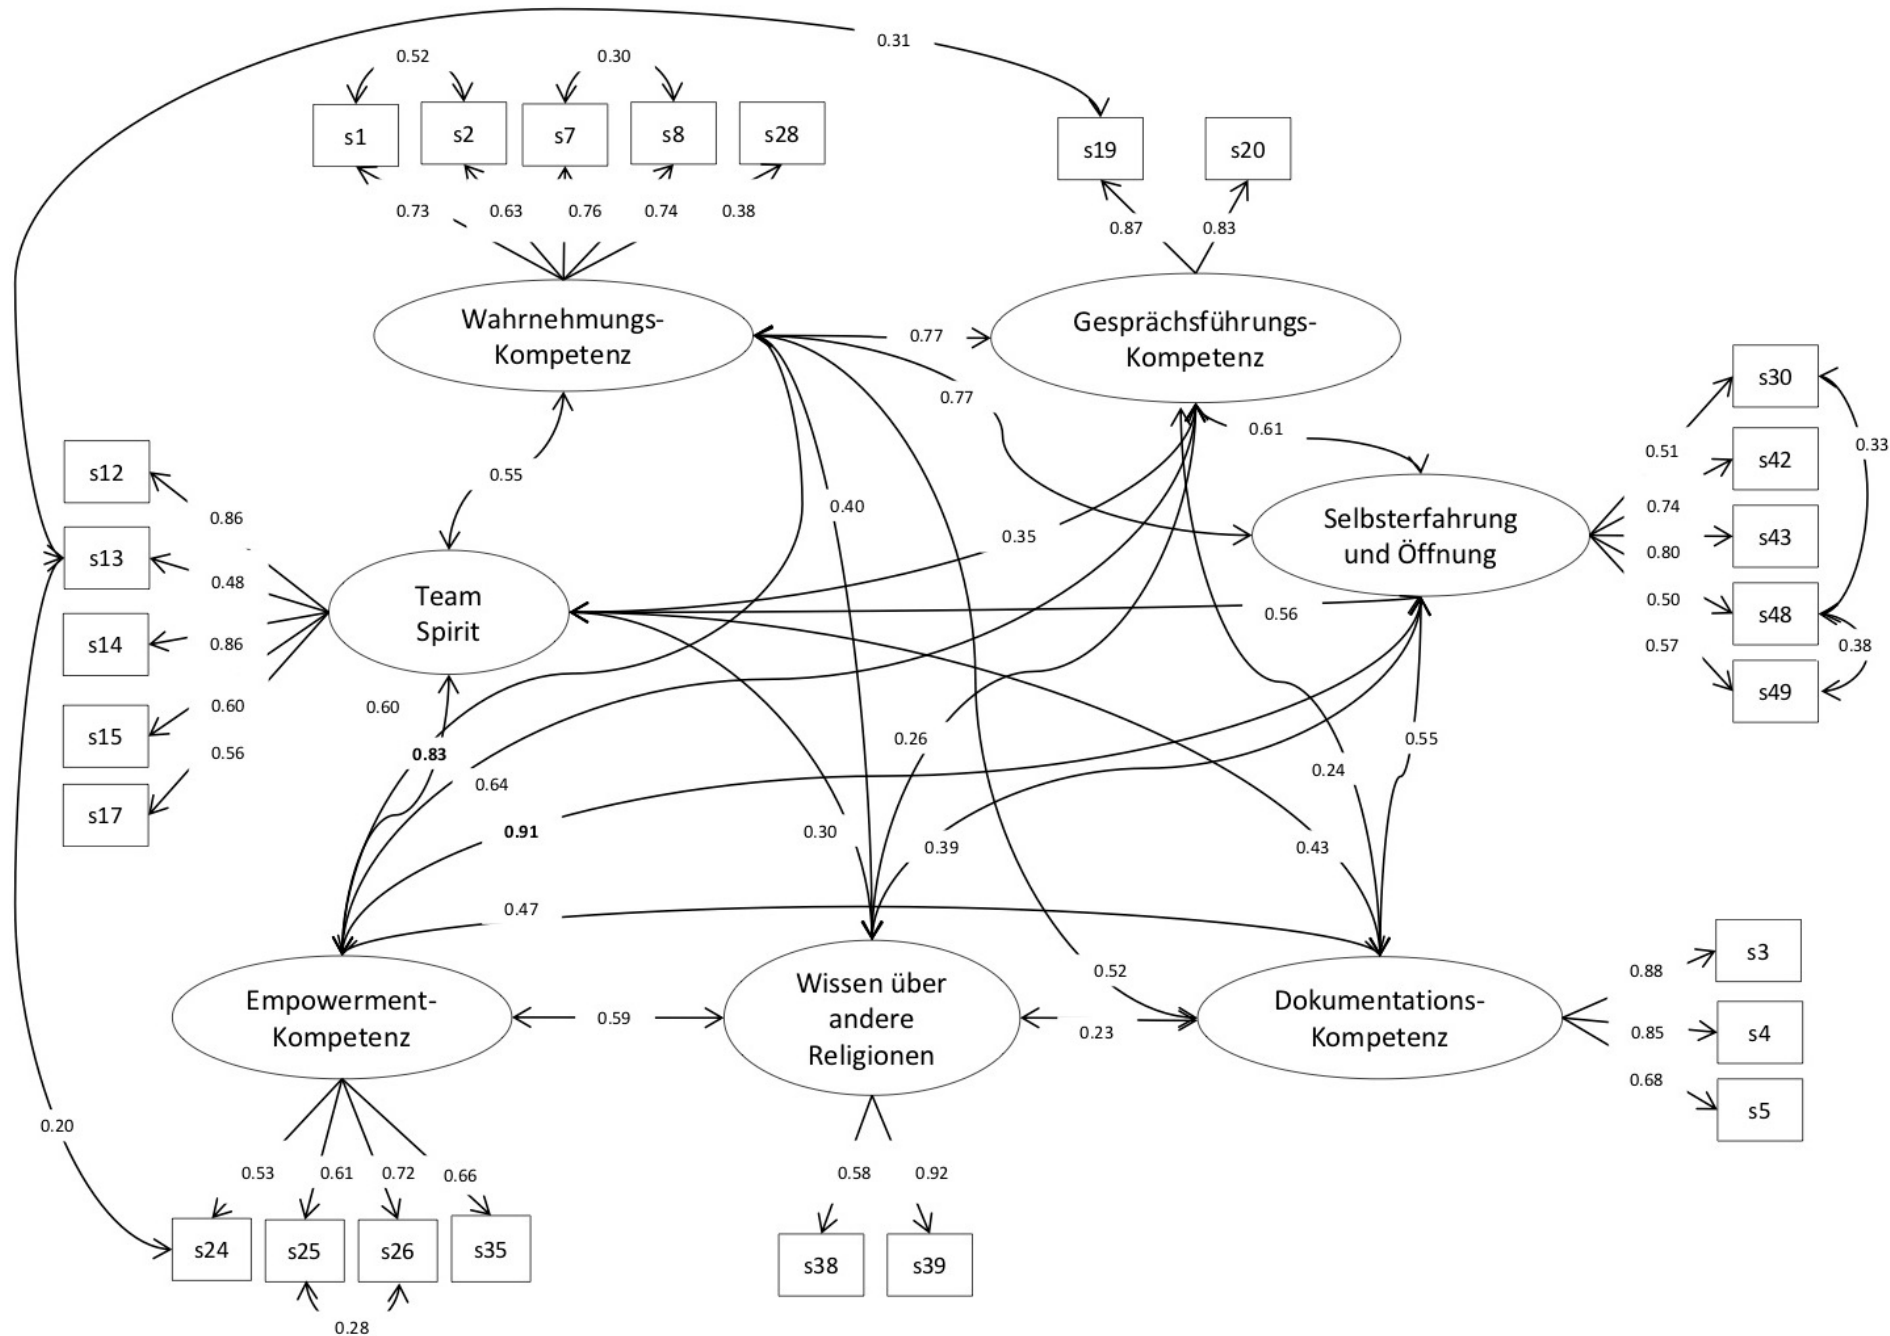 0.31
0.52
0.30
s1
s2
s7
s8
s28
s19
s20
0.73
0.63
0.76
0.74
0.38
0.87
0.83
Wahrnehmungs-
Kompetenz
0.77
Gesprächsführungs-
Kompetenz
0.77
0.61
s30
0.51
0.33
s42
0.74
s43
0.80
0.50
s48
0.57
0.38
s49
Selbsterfahrung
und Öffnung
0.55
0.40
0.35
s12
0.86
s13
0.48
s14
0.86
0.60
s15
0.56
s17
Team
Spirit
0.56
0.60
0.83
0.64
0.26
0.24
0.55
0.91
0.30
0.39
0.43
0.47
0.52
Empowerment-
Kompetenz
0.59
Wissen über
andere
Religionen
0.23
Dokumentations-
Kompetenz
0.88
s3
0.85
s4
0.68
s5
0.20
0.53
0.61
0.72
0.66
0.58
0.92
s24
s25
s26
s35
s38
s39
0.28